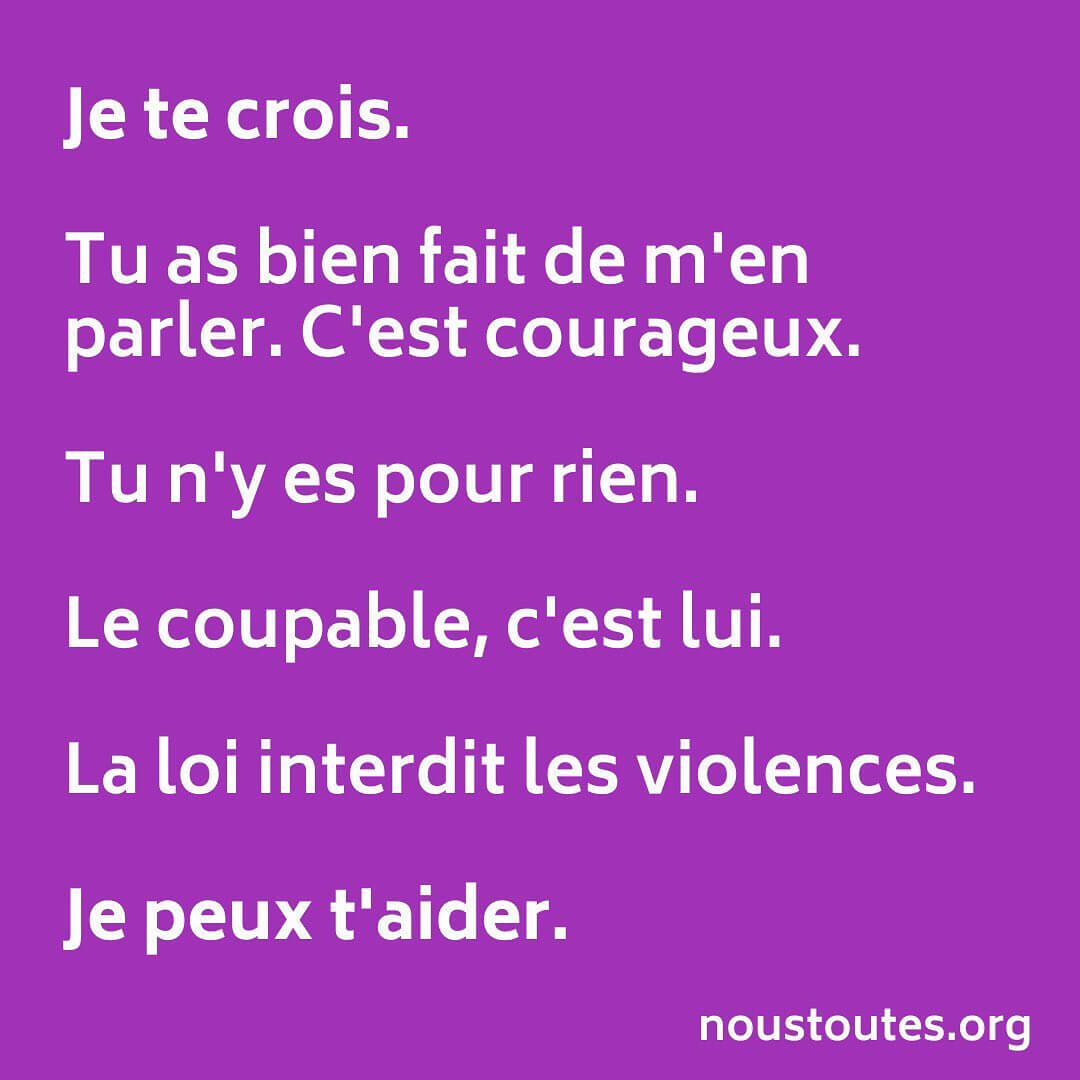 Je te crois.
Tu as bien fait de m'en
parler. C'est courageux.
Tu n'y es pour rien.
Le coupable, c'est lui.
La loi interdit les violences.
Je peux t'aider.
noustoutes.org